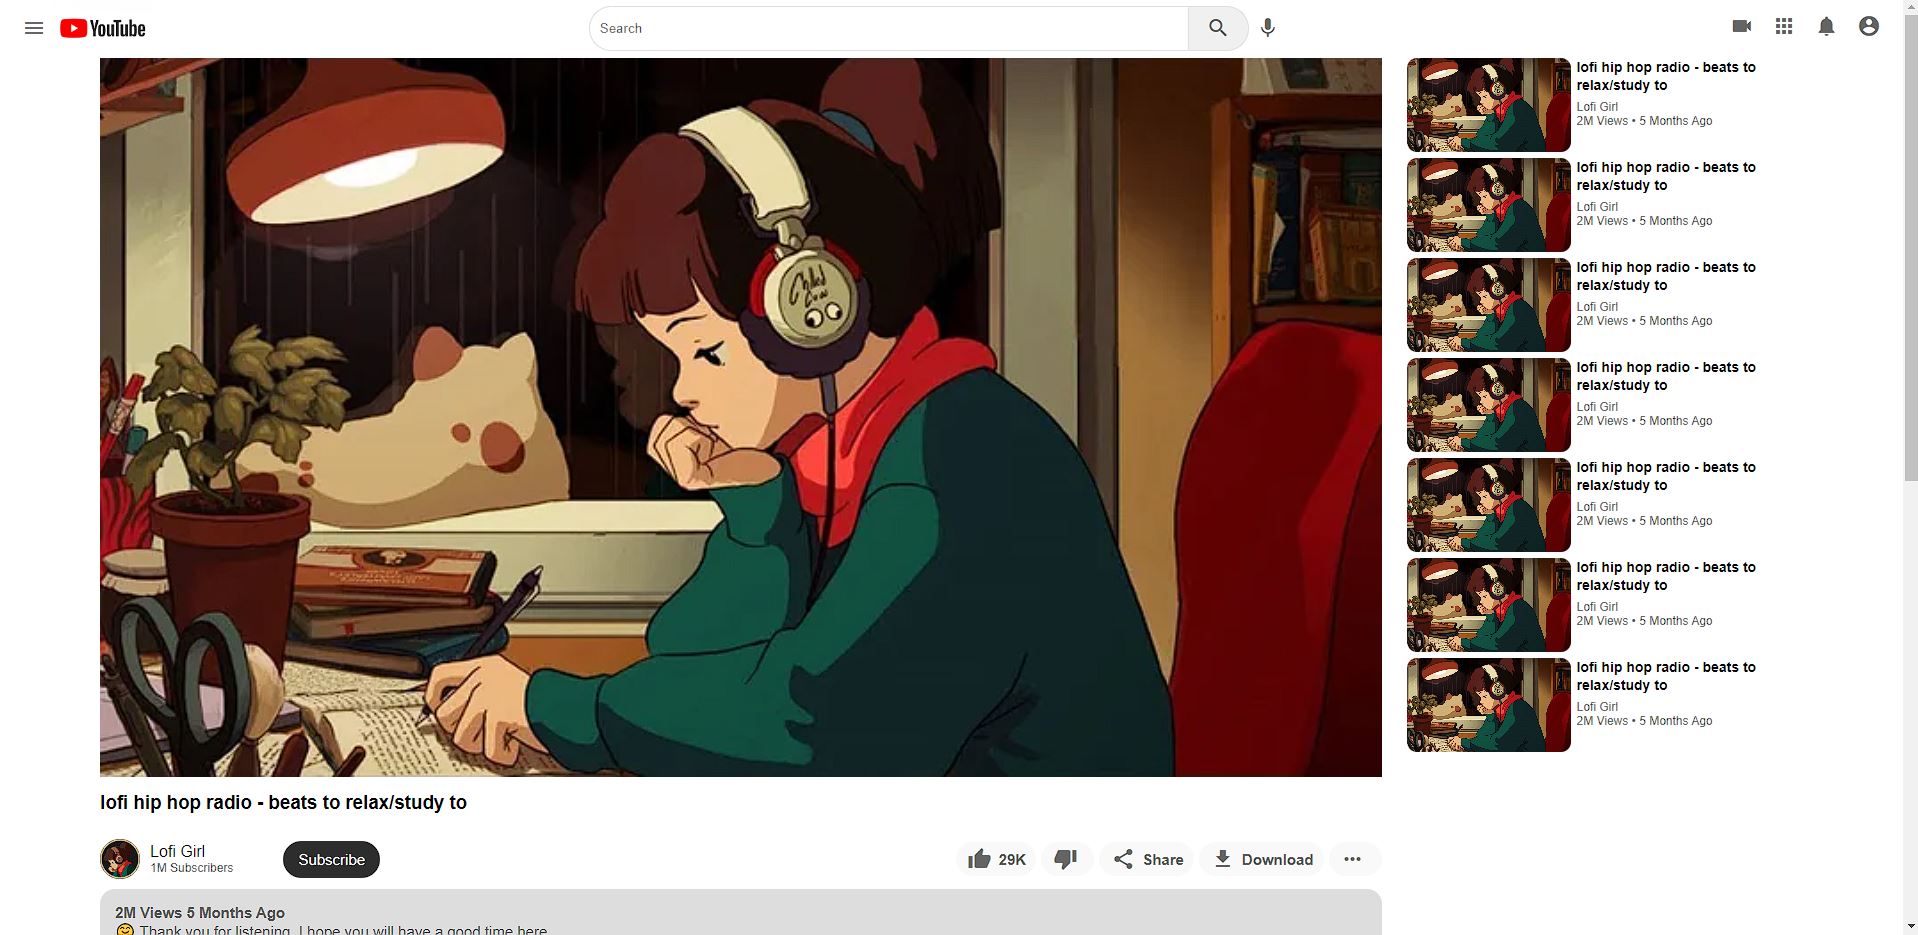 YouTube
Search
Chilled
Cow
lofi hip hop radio - beats to relax/study to
Lofi Girl
1M Subscribers
Subscribe
29K
Share
Download
2M Views 5 Months Ago
😊 Thank you for listening, I hope you will have a good time here
lofi hip hop radio - beats to
relax/study to
Lofi Girl
2M Views • 5 Months Ago
lofi hip hop radio - beats to
relax/study to
Lofi Girl
2M Views • 5 Months Ago
lofi hip hop radio - beats to
relax/study to
Lofi Girl
2M Views • 5 Months Ago
lofi hip hop radio - beats to
relax/study to
Lofi Girl
2M Views • 5 Months Ago
lofi hip hop radio - beats to
relax/study to
Lofi Girl
2M Views • 5 Months Ago
lofi hip hop radio - beats to
relax/study to
Lofi Girl
2M Views • 5 Months Ago
lofi hip hop radio - beats to
relax/study to
Lofi Girl
2M Views • 5 Months Ago